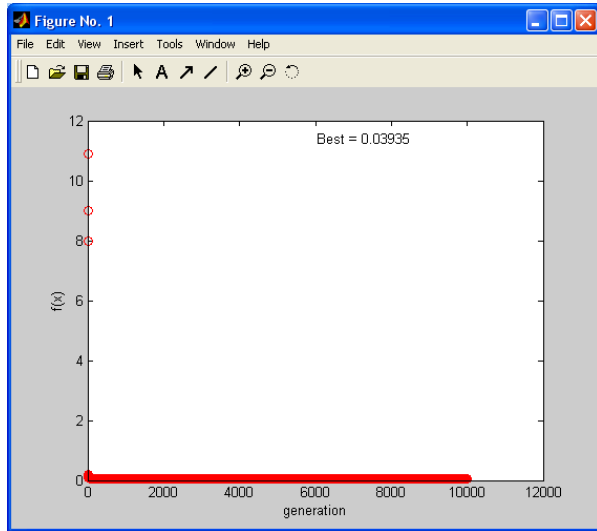 Figure No. 1
File Edit View Insert Tools Window Help
A
Best = 0.03935
12
10
8
6
4
2
0
f(x)
0 2000 4000 6000 8000 10000 12000
generation